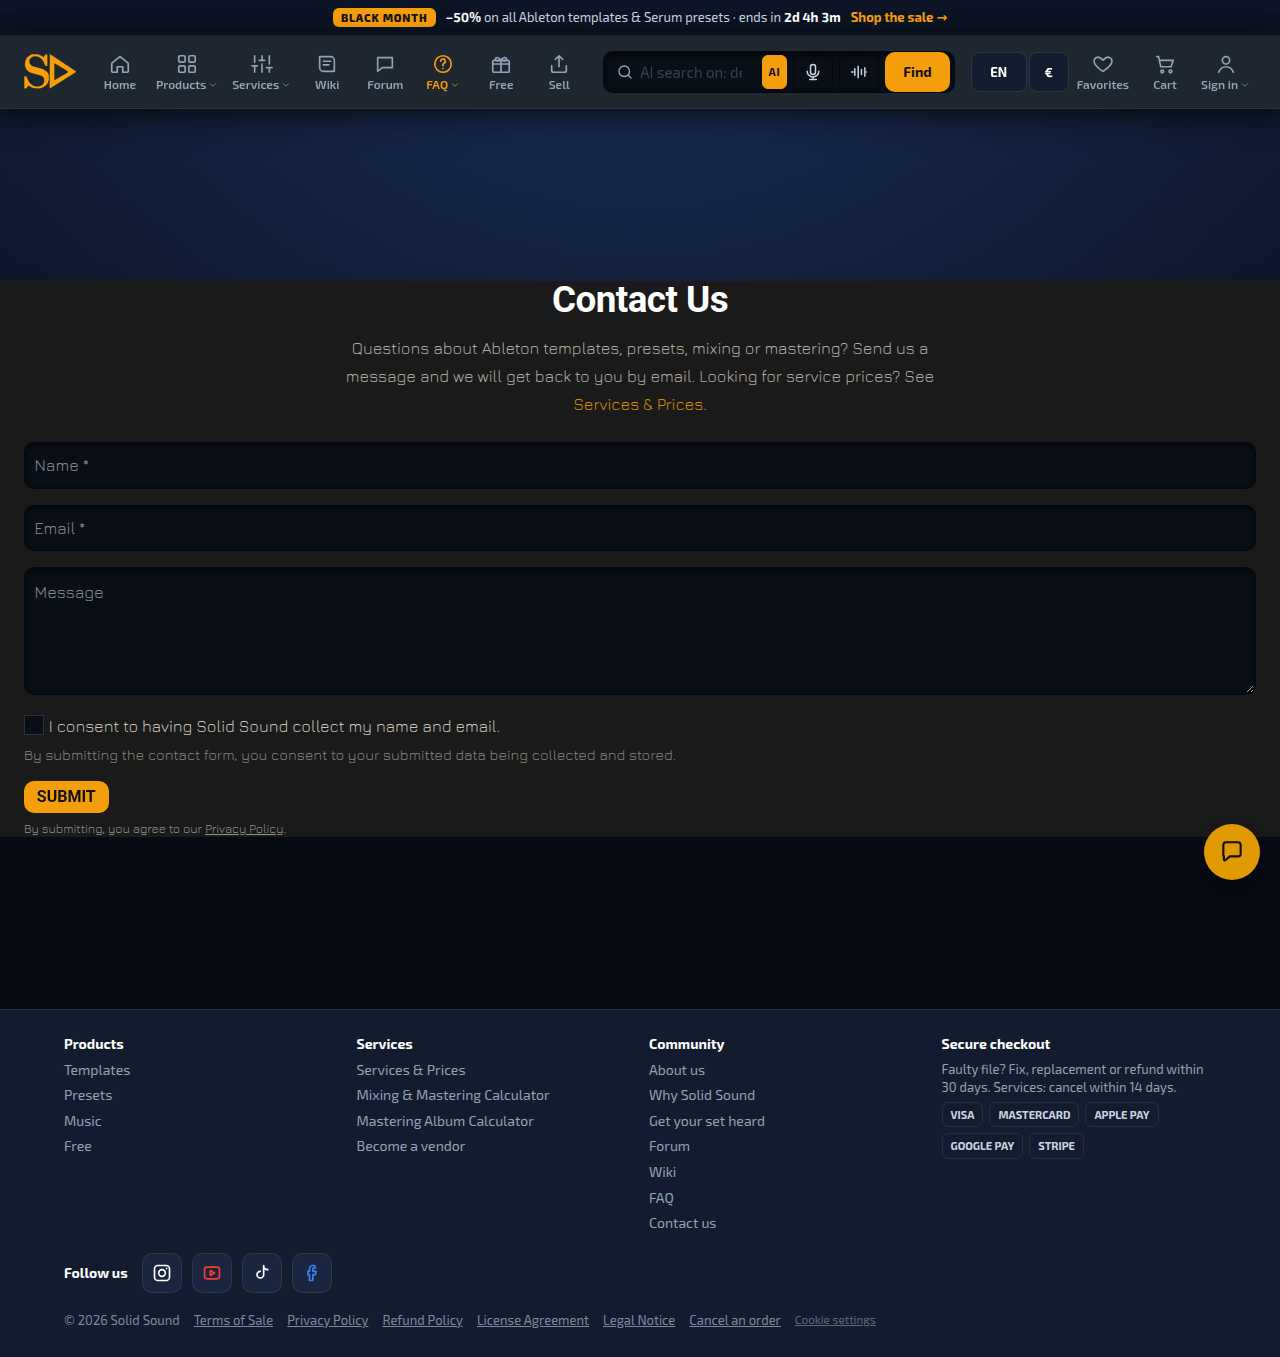 BLACK MONTH −50% on all Ableton templates & Serum presets · ends in 2d 4h 3m Shop the sale →
Home
Products
Services
Wiki
Forum
FAQ
Free
Sell
AI search on:
AI
Find
EN
€
Favorites
Cart
Sign in
Contact Us
Questions about Ableton templates, presets, mixing or mastering? Send us a
message and we will get back to you by email. Looking for service prices? See
Services & Prices.
Name *
Email *
Message
I consent to having Solid Sound collect my name and email.
By submitting the contact form, you consent to your submitted data being collected and stored.
SUBMIT
By submitting, you agree to our Privacy Policy.
Products
Templates
Presets
Music
Free
Services
Services & Prices
Mixing & Mastering Calculator
Mastering Album Calculator
Become a vendor
Community
About us
Why Solid Sound
Get your set heard
Forum
Wiki
FAQ
Contact us
Secure checkout
Faulty file? Fix, replacement or refund within
30 days. Services: cancel within 14 days.
VISA MASTERCARD APPLE PAY
GOOGLE PAY STRIPE
Follow us
© 2026 Solid Sound Terms of Sale Privacy Policy Refund Policy License Agreement Legal Notice Cancel an order Cookie settings